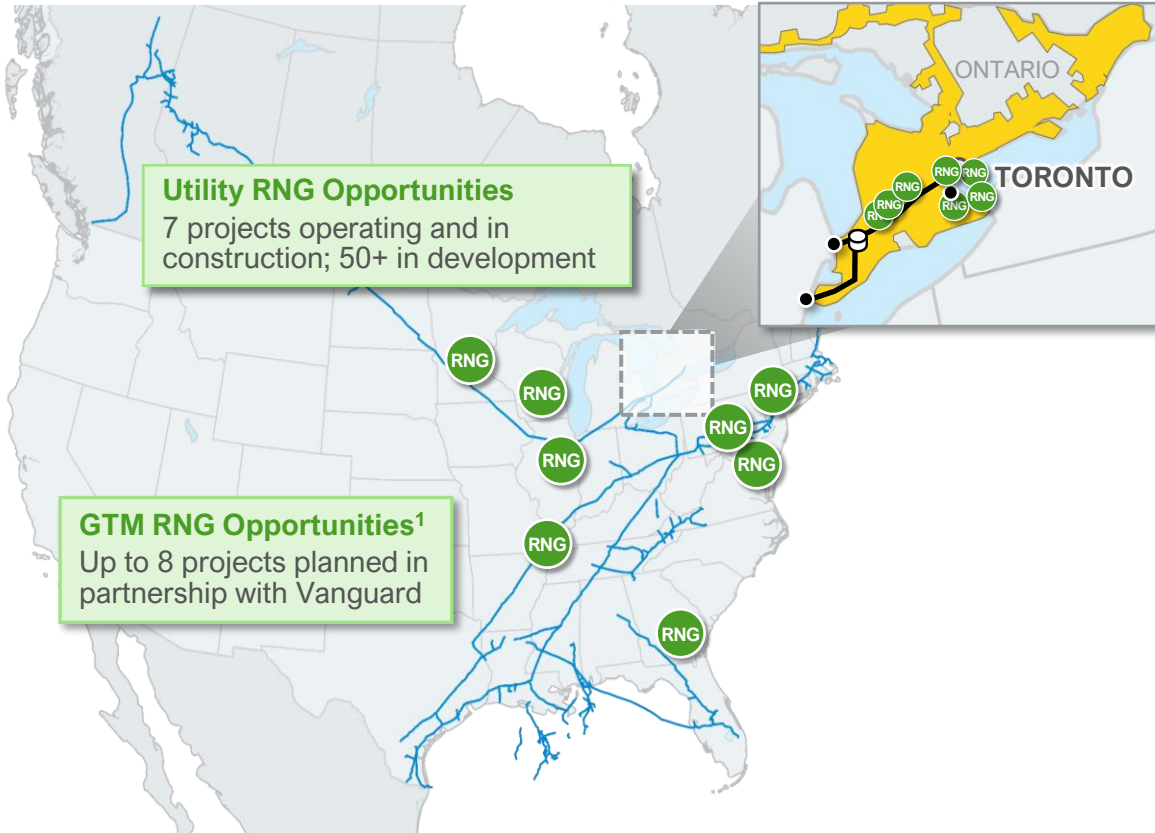 ONTARIO
RNG
RNG
TORONTO
RNG
RNG
RNG
RNG
RN
Utility RNG Opportunities
7 projects operating and in
construction; 50+ in development
RNG
RNG
RNG
RNG
RNG
RNG
GTM RNG Opportunities¹
Up to 8 projects planned in
partnership with Vanguard
RNG
RNG